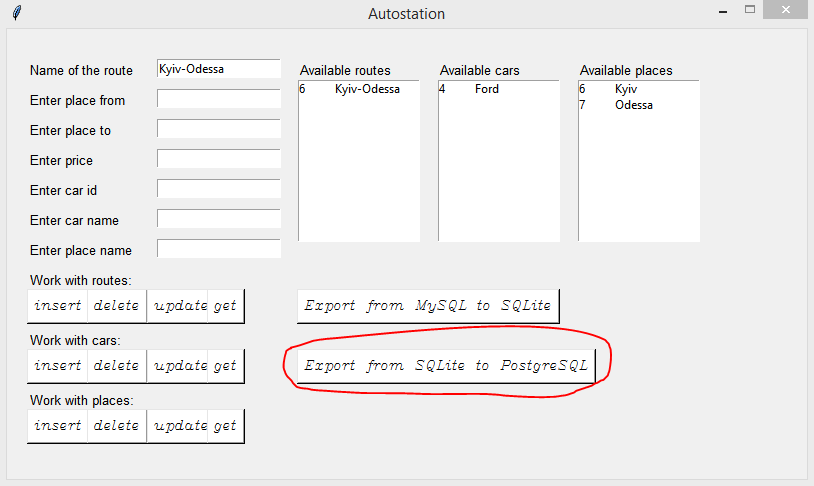 Autostation
Name of the route Kyiv-Odessa
Enter place from
Enter place to
Enter price
Enter car id
Enter car name
Enter place name
Available routes
6 Kyiv-Odessa
Available cars
4 Ford
Available places
6 Kyiv
7 Odessa
Work with routes:
insert delete update get
Export from MySQL to SQLite
Work with cars:
insert delete update get
Export from SQLite to PostgreSQL
Work with places:
insert delete update get